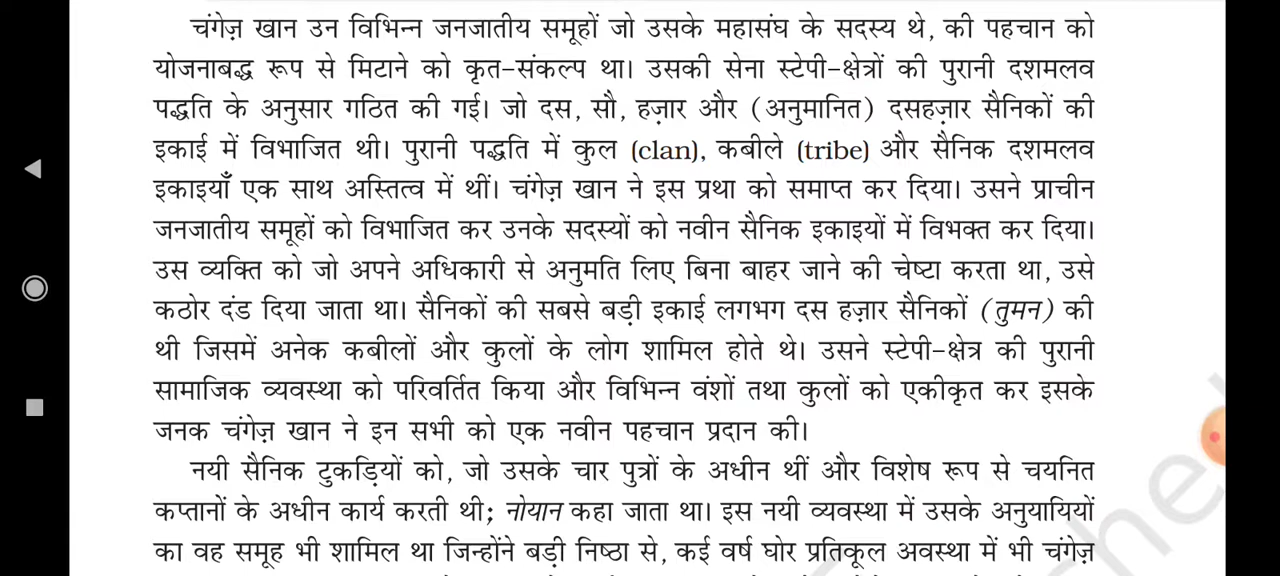 चंगेज़ खान उन विभिन्न जनजातीय समूहों जो उसके महासंघ के सदस्य थे, की पहचान को
योजनाबद्ध रूप से मिटाने को कृत-संकल्प था। उसकी सेना स्टेपी-क्षेत्रों की पुरानी दशमलव
पद्धति के अनुसार गठित की गई। जो दस, सौ, हज़ार और (अनुमानित) दसहज़ार सैनिकों की
इकाई में विभाजित थी। पुरानी पद्धति में कुल (clan), कबीले (tribe) और सैनिक दशमलव
इकाइयाँ एक साथ अस्तित्व में थीं। चंगेज़ खान ने इस प्रथा को समाप्त कर दिया। उसने प्राचीन
जनजातीय समूहों को विभाजित कर उनके सदस्यों को नवीन सैनिक इकाइयों में विभक्त कर दिया।
उस व्यक्ति को जो अपने अधिकारी से अनुमति लिए बिना बाहर जाने की चेष्टा करता था, उसे
कठोर दंड दिया जाता था। सैनिकों की सबसे बड़ी इकाई लगभग दस हज़ार सैनिकों (तुमन) की
थी जिसमें अनेक कबीलों और कुलों के लोग शामिल होते थे। उसने स्टेपी-क्षेत्र की पुरानी
सामाजिक व्यवस्था को परिवर्तित किया और विभिन्न वंशों तथा कुलों को एकीकृत कर इसके
जनक चंगेज़ खान ने इन सभी को एक नवीन पहचान प्रदान की।
नयी सैनिक टुकड़ियों को, जो उसके चार पुत्रों के अधीन थीं और विशेष रूप से चयनित
कप्तानों के अधीन कार्य करती थी; नोयान कहा जाता था। इस नयी व्यवस्था में उसके अनुयायियों
का वह समूह भी शामिल था जिन्होंने बड़ी निष्ठा से, कई वर्ष घोर प्रतिकूल अवस्था में भी चंगेज़